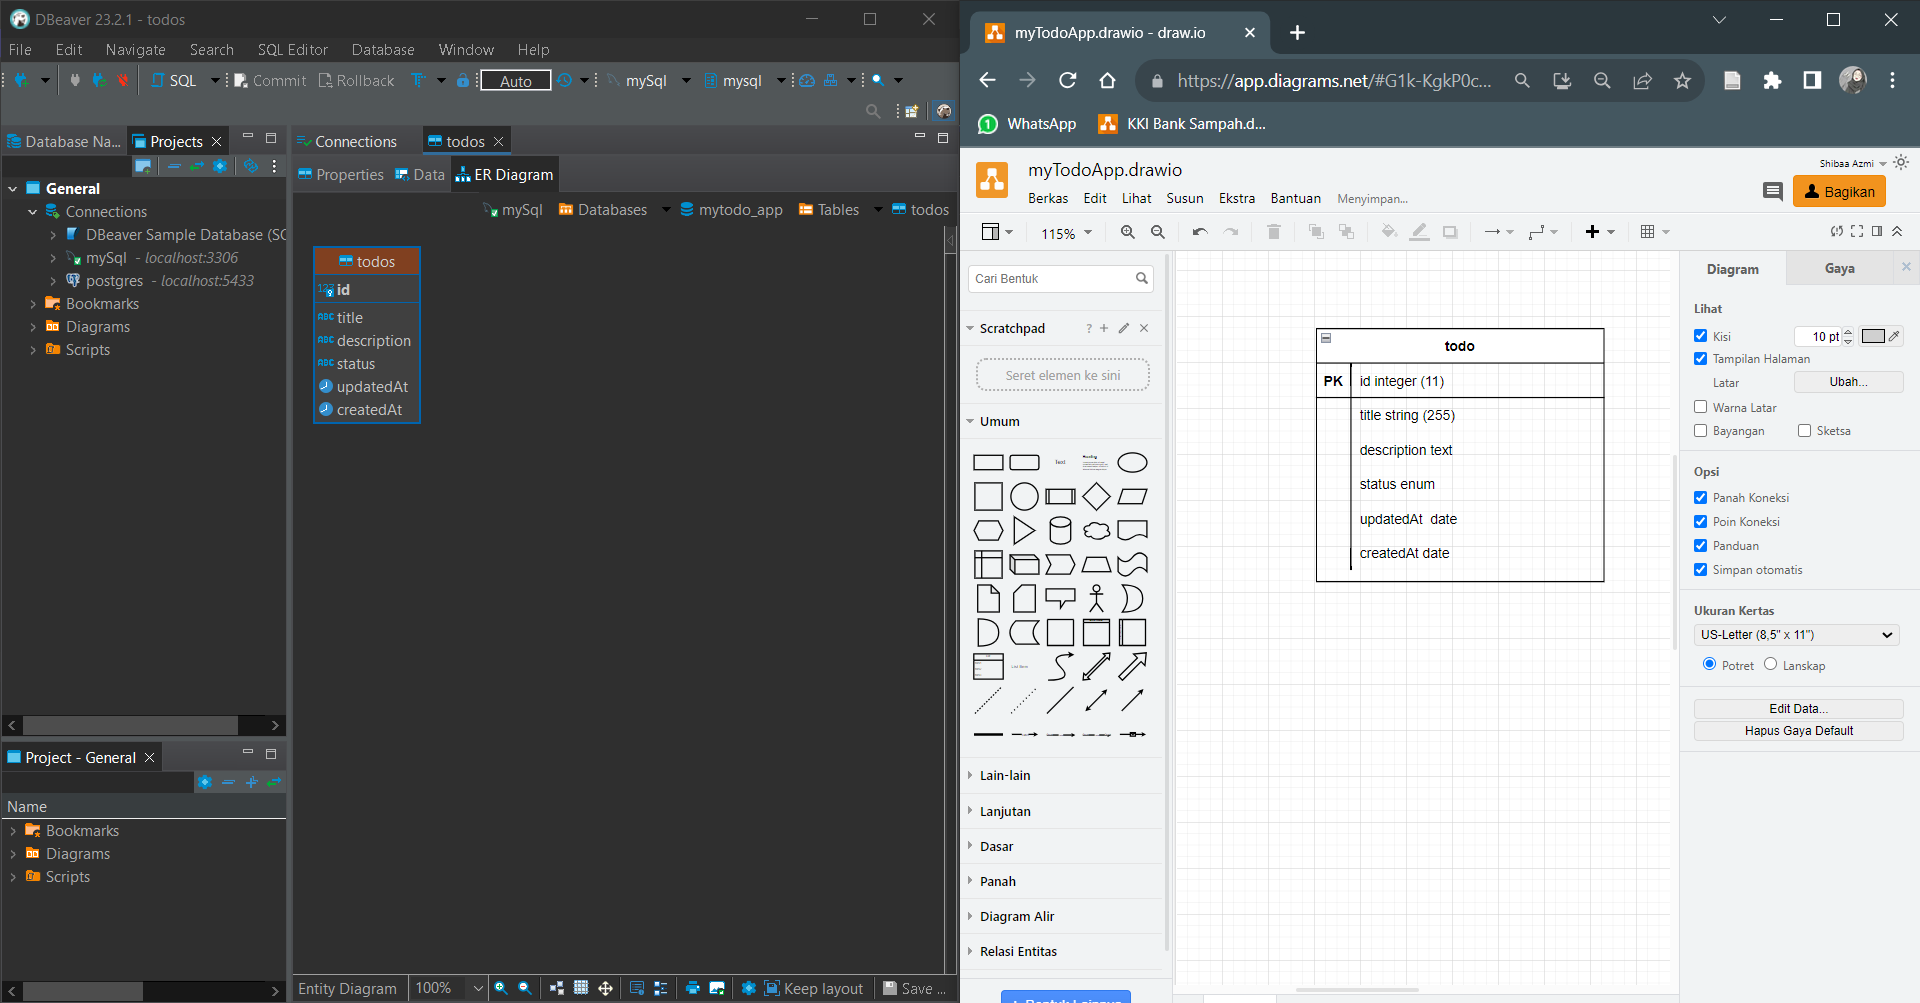 DBeaver 23.2.1 - todos
File Edit Navigate Search SQL Editor Database Window Help
SQL Commit Rollback Auto mySql mysql
Database Na... Projects
General
Connections
DBeaver Sample Database (SC
mySql - localhost:3306
postgres - localhost:5433
Bookmarks
Diagrams
Scripts
Project - General
Name
Bookmarks
Diagrams
Scripts
Connections todos
Properties Data ER Diagram
mySql Databases mytodo_app Tables todos
todos
123 id
ABC title
ABC description
ABC status
updatedAt
createdAt
Entity Diagram 100% Keep layout Save ...
myTodoApp.drawio - draw.io
https://app.diagrams.net/#G1k-KgkP0c...
WhatsApp KKI Bank Sampah.d...
myTodoApp.drawio
Shibaa Azmi
Berkas Edit Lihat Susun Ekstra Bantuan Menyimpan...
Bagikan
115%
Cari Bentuk
Scratchpad ?
Seret elemen ke sini
Umum
Text
Heading
List Item
Lain-lain
Lanjutan
Dasar
Panah
Diagram Alir
Relasi Entitas
todo
PK id integer (11)
title string (255)
description text
status enum
updatedAt date
createdAt date
Diagram Gaya
Lihat
Kisi 10 pt
Tampilan Halaman
Latar Ubah...
Warna Latar
Bayangan Sketsa
Opsi
Panah Koneksi
Poin Koneksi
Panduan
Simpan otomatis
Ukuran Kertas
US-Letter (8,5" x 11")
Potret Lanskap
Edit Data...
Hapus Gaya Default